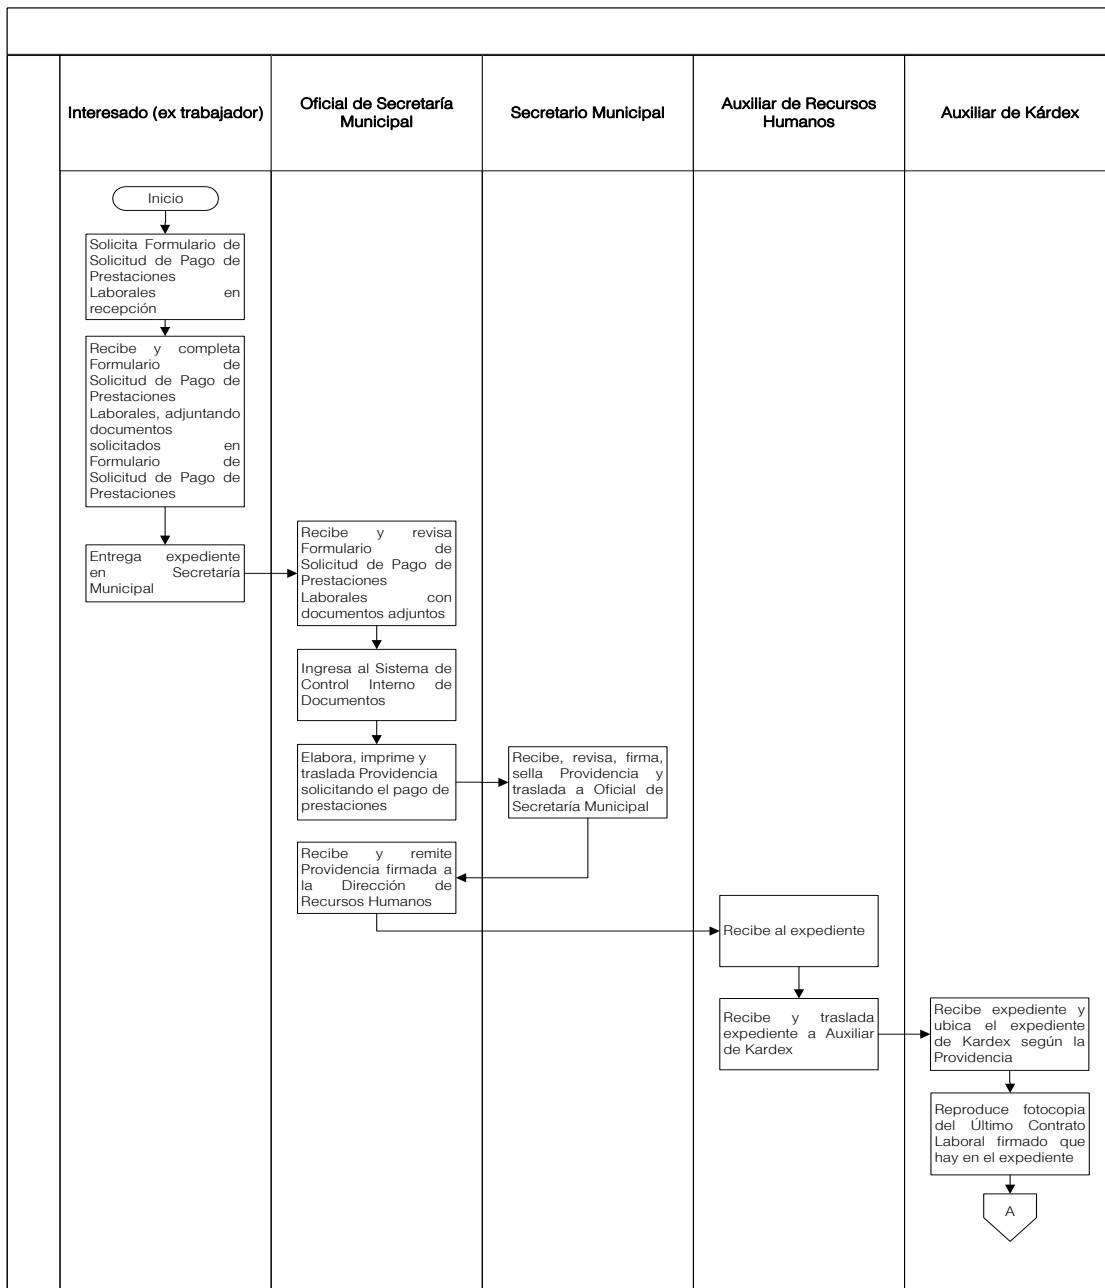 Interesado (ex trabajador)
Oficial de Secretaría
Municipal
Secretario Municipal
Auxiliar de Recursos
Humanos
Auxiliar de Kárdex
Inicio
Solicita Formulario de
Solicitud de Pago de
Prestaciones
Laborales en
recepción
Recibe y completa
Formulario de
Solicitud de Pago de
Prestaciones
Laborales, adjuntando
documentos
solicitados en
Formulario de
Solicitud de Pago de
Prestaciones
Entrega expediente
en Secretaría
Municipal
Recibe y revisa
Formulario de
Solicitud de Pago de
Prestaciones
Laborales con
documentos adjuntos
Ingresa al Sistema de
Control Interno de
Documentos
Elabora, imprime y
traslada Providencia
solicitando el pago de
prestaciones
Recibe, revisa, firma,
sella Providencia y
traslada a Oficial de
Secretaría Municipal
Recibe y remite
Providencia firmada a
la Dirección de
Recursos Humanos
Recibe al expediente
Recibe y traslada
expediente a Auxiliar
de Kardex
Recibe expediente y
ubica el expediente
de Kardex según la
Providencia
Reproduce fotocopia
del Último Contrato
Laboral firmado que
hay en el expediente
A